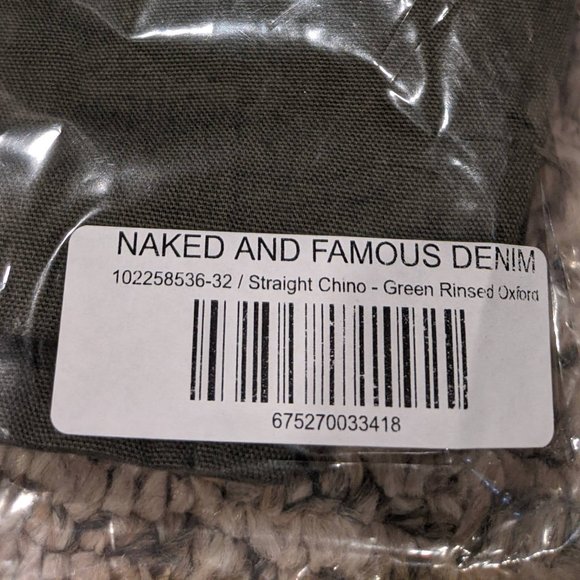 NAKED AND FAMOUS DENIM
102258536-32 / Straight Chino - Green Rinsed Oxford
675270033418